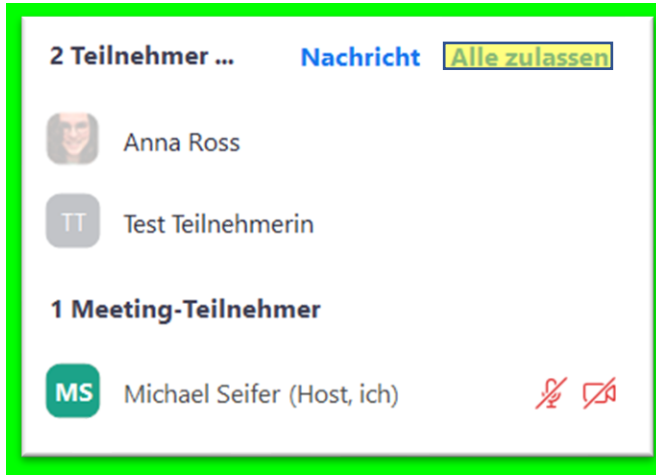 2 Teilnehmer ... Nachricht Alle zulassen
Anna Ross
TT Test Teilnehmerin
1 Meeting-Teilnehmer
MS Michael Seifer (Host, ich)